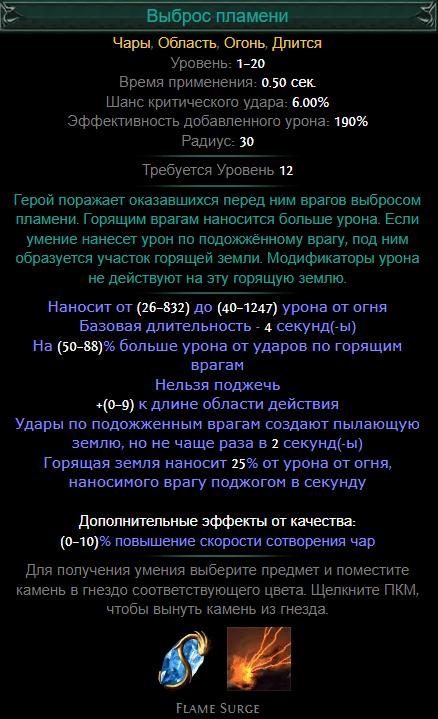 Выброс пламени
Чары, Область, Огонь, Длится
Уровень: 1–20
Время применения: 0.50 сек.
Шанс критического удара: 6.00%
Эффективность добавленного урона: 190%
Радиус: 30
Требуется Уровень 12
Герой поражает оказавшихся перед ним врагов выбросом
пламени. Горящим врагам наносится больше урона. Если
умение нанесет урон по подожжённому врагу, под ним
образуется участок горящей земли. Модификаторы урона
не действуют на эту горящую землю.
Наносит от (26–832) до (40–1247) урона от огня
Базовая длительность - 4 секунд(-ы)
На (50–88)% больше урона от ударов по горящим
врагам
Нельзя поджечь
+(0–9) к длине области действия
Удары по подожженным врагам создают пылающую
землю, но не чаще раза в 2 секунд(-ы)
Горящая земля наносит 25% от урона от огня,
наносимого врагу поджогом в секунду
Дополнительные эффекты от качества:
(0–10)% повышение скорости сотворения чар
Для получения умения выберите предмет и поместите
камень в гнездо соответствующего цвета. Щелкните ПКМ,
чтобы вынуть камень из гнезда.
Flame Surge